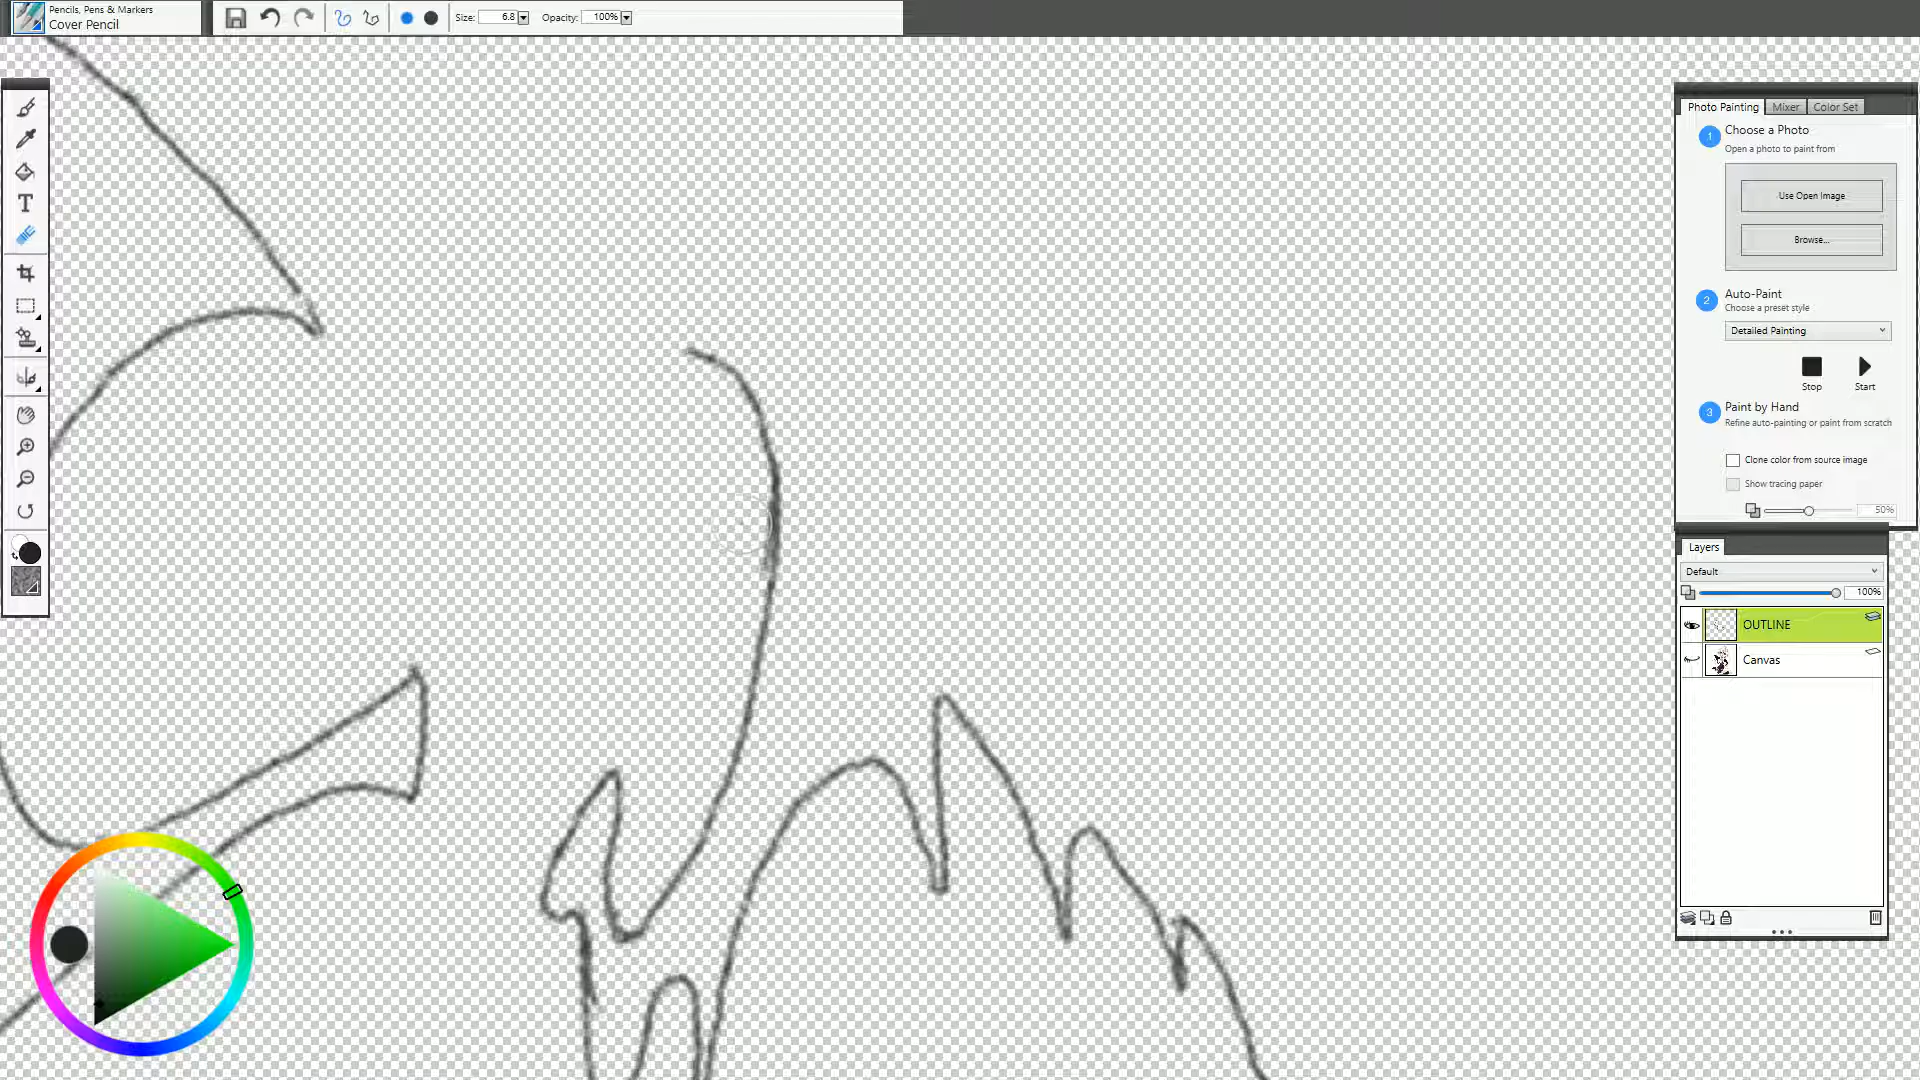 Pencils, Pens & Markers
Cover Pencil
Size: 6.8 Opacity: 100%
T
Photo Painting Mixer Color Set
1 Choose a Photo
Open a photo to paint from
Use Open Image
Browse...
2 Auto-Paint
Choose a preset style
Detailed Painting
Stop Start
3 Paint by Hand
Refine auto-painting or paint from scratch
Clone color from source image
Show tracing paper
50%
Layers
Default
100%
OUTLINE
Canvas